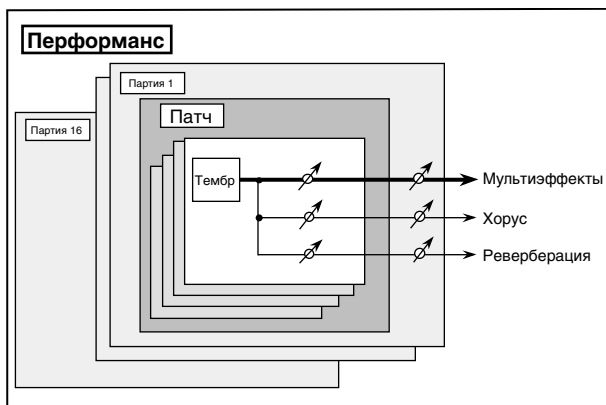 Перформанс
Партия 1
Партия 16
Патч
Тембр
Мультиэффекты
Хорус
Реверберация